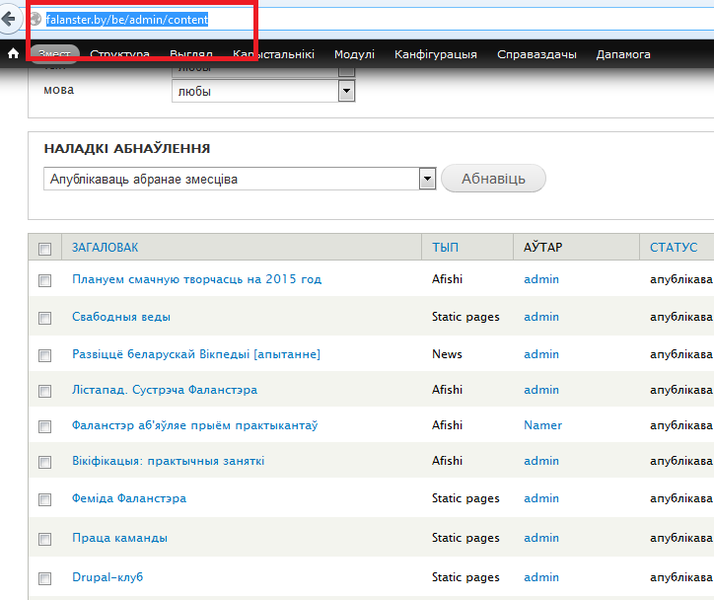 falanster.by/be/admin/content
Змест Структура Выгляд Карыстальнікі Модулі Канфігурацыя Справаздачы Дапамога
любы
мова любы
НАЛАДКІ АБНАЎЛЕННЯ
Апублікаваць абранае змесціва Абнавіць
ЗАГАЛОВАК ТЫП АЎТАР СТАТУС
Плануем смачную творчасць на 2015 год Afishi admin апублікава
Свабодныя веды Static pages admin апублікава
Развіццё беларускай Вікпедыі [апытанне] News admin апублікава
Лістапад. Сустрэча Фаланстэра Afishi admin апублікава
Фаланстэр аб'яўляе прыём практыкантаў Afishi Namer апублікава
Вікіфікацыя: практычныя заняткі Afishi admin апублікава
Феміда Фаланстэра Static pages admin апублікава
Праца каманды Static pages admin апублікава
Drupal-клуб Static pages admin апублікава